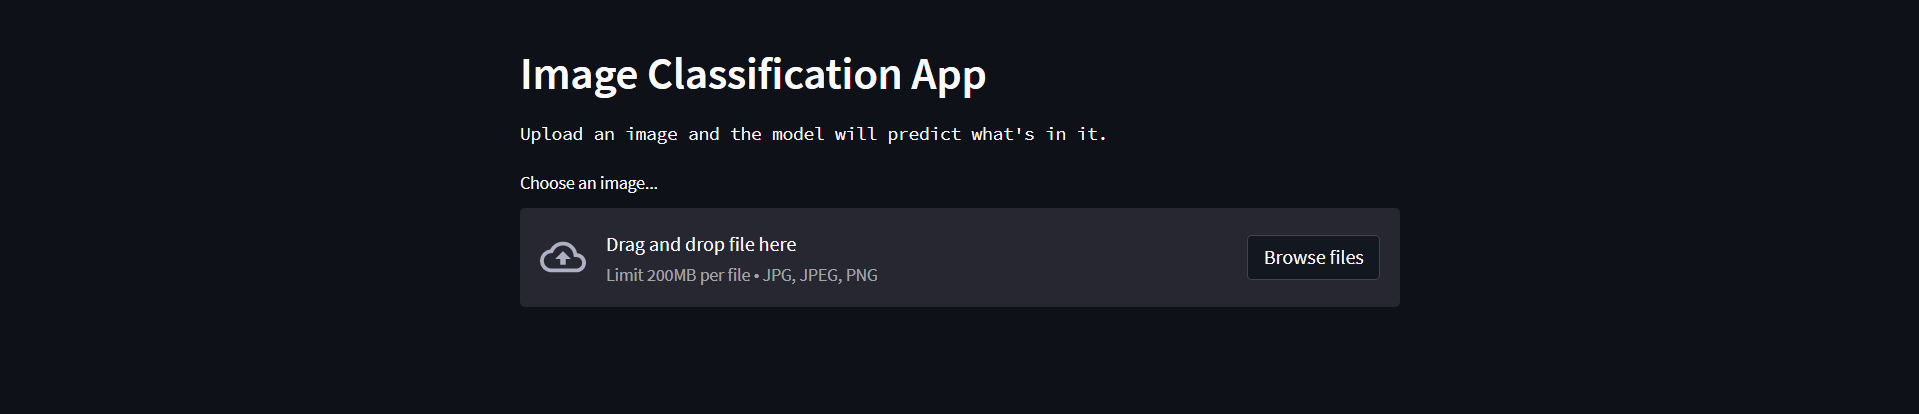 Image Classification App
Upload an image and the model will predict what's in it.
Choose an image...
Drag and drop file here
Limit 200MB per file • JPG, JPEG, PNG
Browse files